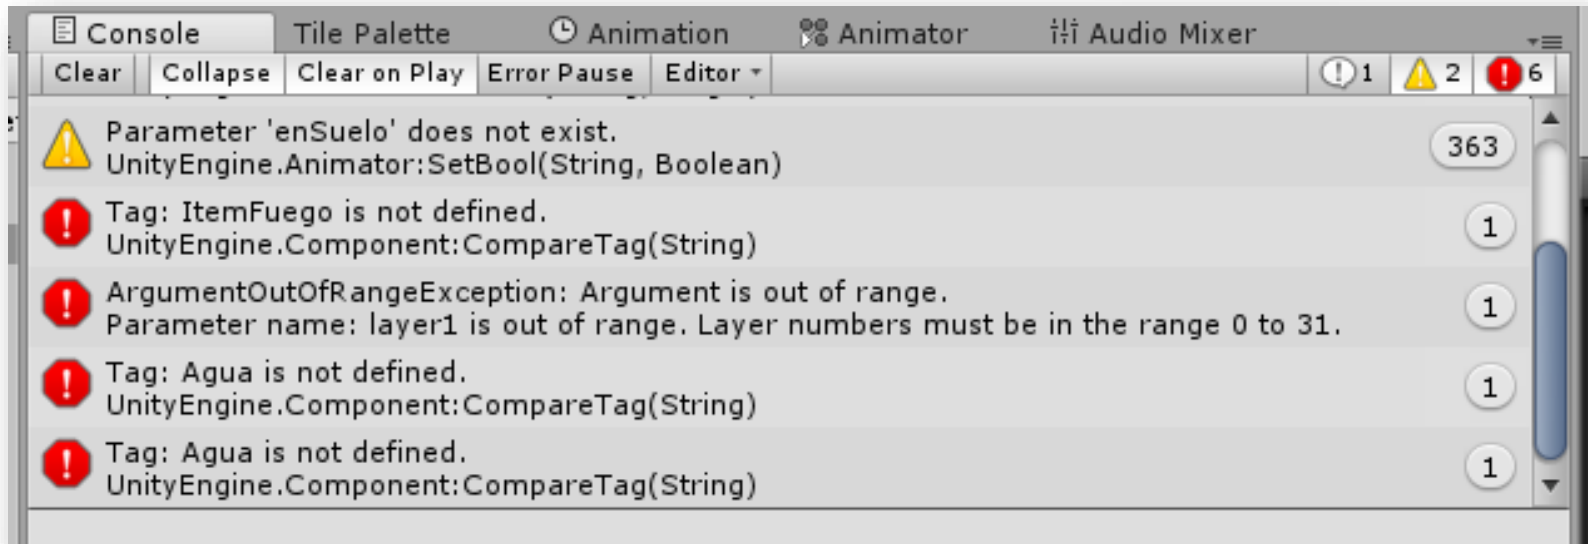 Console
Tile Palette
Animation
Animator
Audio Mixer
Clear
Collapse
Clear on Play
Error Pause
Editor
1
2
6
Parameter 'enSuelo' does not exist.
UnityEngine.Animator:SetBool(String, Boolean)
363
Tag: ItemFuego is not defined.
UnityEngine.Component:CompareTag(String)
1
ArgumentOutOfRangeException: Argument is out of range.
Parameter name: layer1 is out of range. Layer numbers must be in the range 0 to 31.
1
Tag: Agua is not defined.
UnityEngine.Component:CompareTag(String)
1
Tag: Agua is not defined.
UnityEngine.Component:CompareTag(String)
1